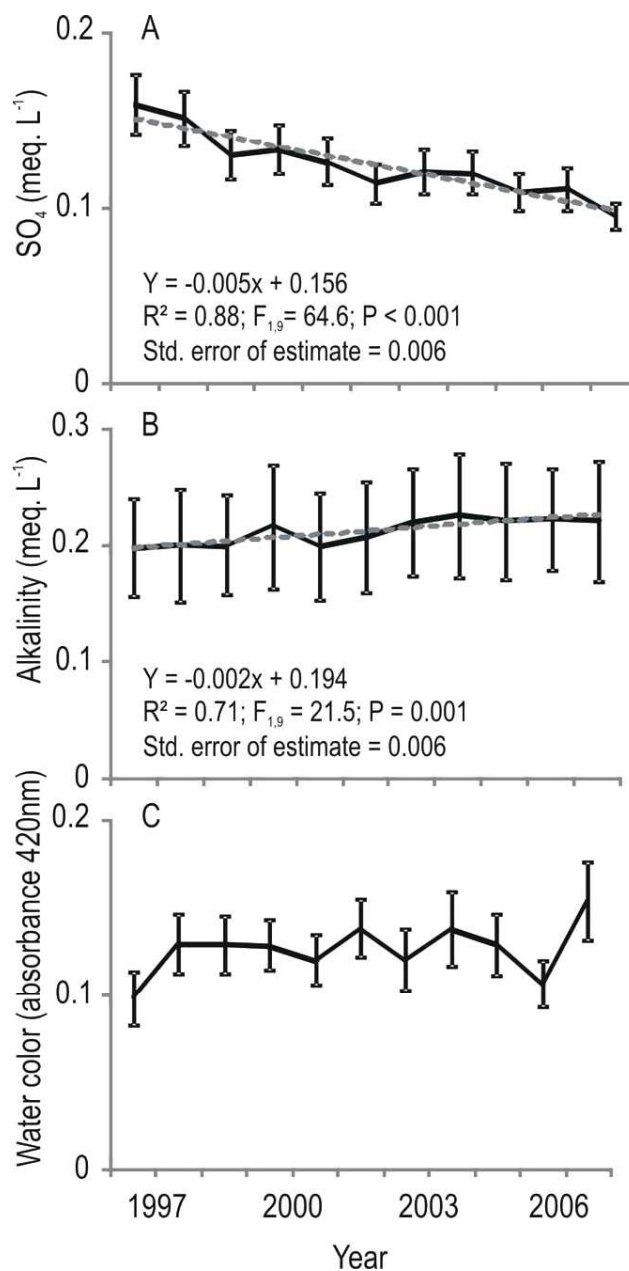 A
0.2
0.1
0
SO₄ (meq. L⁻¹)
Y = -0.005x + 0.156
R² = 0.88; F₁,₉= 64.6; P < 0.001
Std. error of estimate = 0.006
B
0.3
0.2
0.1
0
Alkalinity (meq. L⁻¹)
Y = -0.002x + 0.194
R² = 0.71; F₁,₉ = 21.5; P = 0.001
Std. error of estimate = 0.006
C
0.2
0.1
0
Water color (absorbance 420nm)
1997 2000 2003 2006
Year